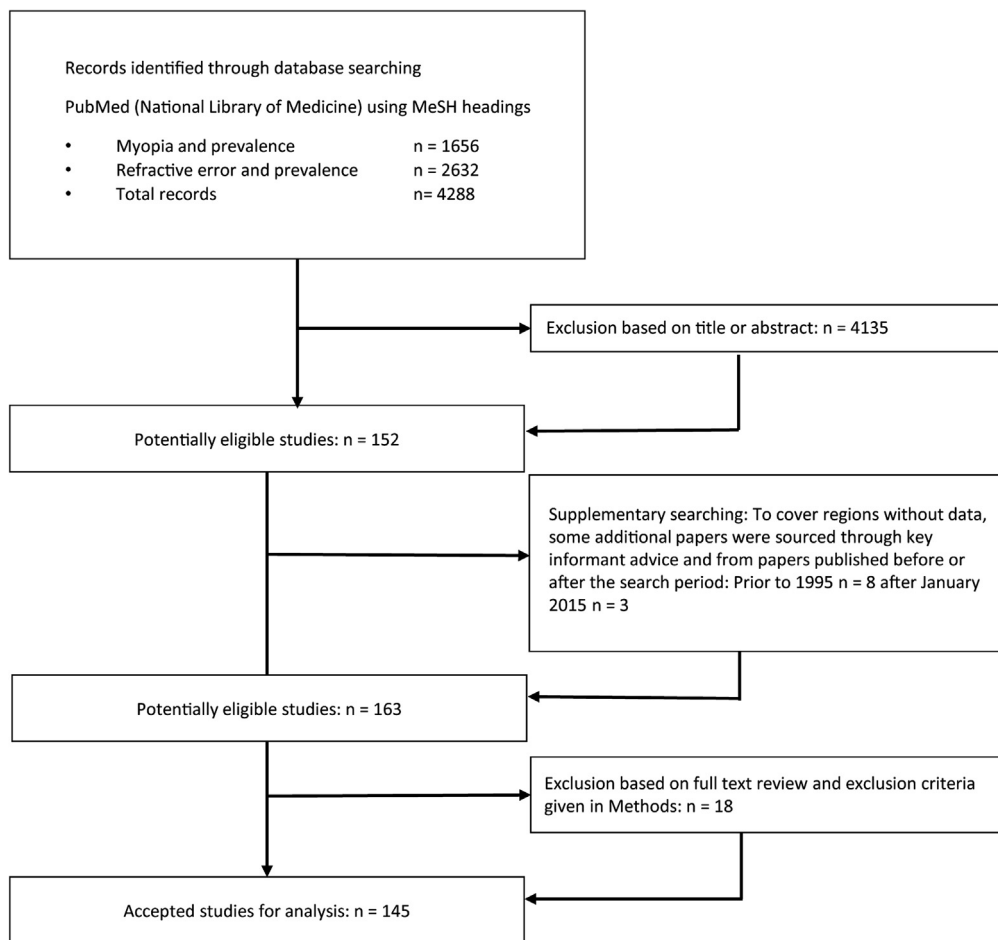 Records identified through database searching
PubMed (National Library of Medicine) using MeSH headings
• Myopia and prevalence n = 1656
• Refractive error and prevalence n = 2632
• Total records n= 4288
Exclusion based on title or abstract: n = 4135
Potentially eligible studies: n = 152
Supplementary searching: To cover regions without data,
some additional papers were sourced through key
informant advice and from papers published before or
after the search period: Prior to 1995 n = 8 after January
2015 n = 3
Potentially eligible studies: n = 163
Exclusion based on full text review and exclusion criteria
given in Methods: n = 18
Accepted studies for analysis: n = 145